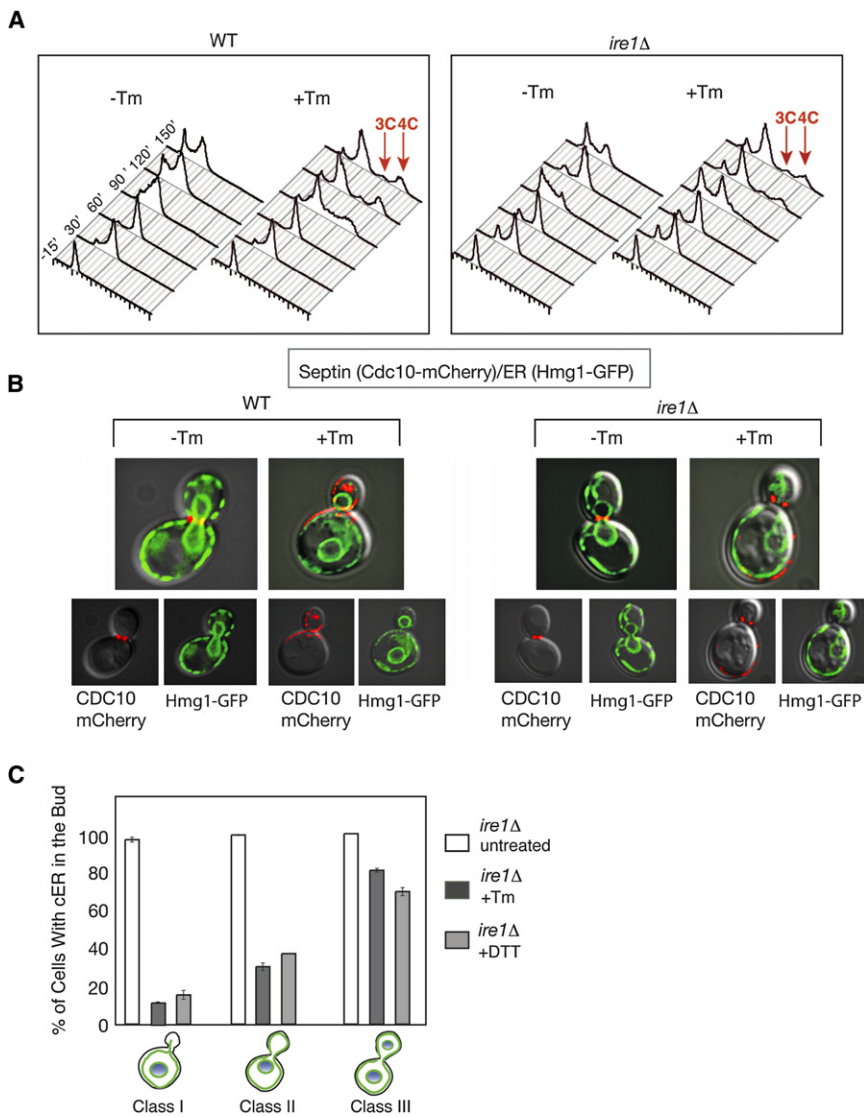 A
WT
ire1Δ
-Tm
+Tm
-Tm
+Tm
3C 4C
3C 4C
-15' 30' 60' 90' 120' 150'
Septin (Cdc10-mCherry)/ER (Hmg1-GFP)
B
WT
ire1Δ
-Tm
+Tm
-Tm
+Tm
CDC10 mCherry
Hmg1-GFP
CDC10 mCherry
Hmg1-GFP
CDC10 mCherry
Hmg1-GFP
CDC10 mCherry
Hmg1-GFP
C
% of Cells With cER in the Bud
100
80
60
40
20
0
ire1Δ
untreated
ire1Δ
+Tm
ire1Δ
+DTT
Class I
Class II
Class III